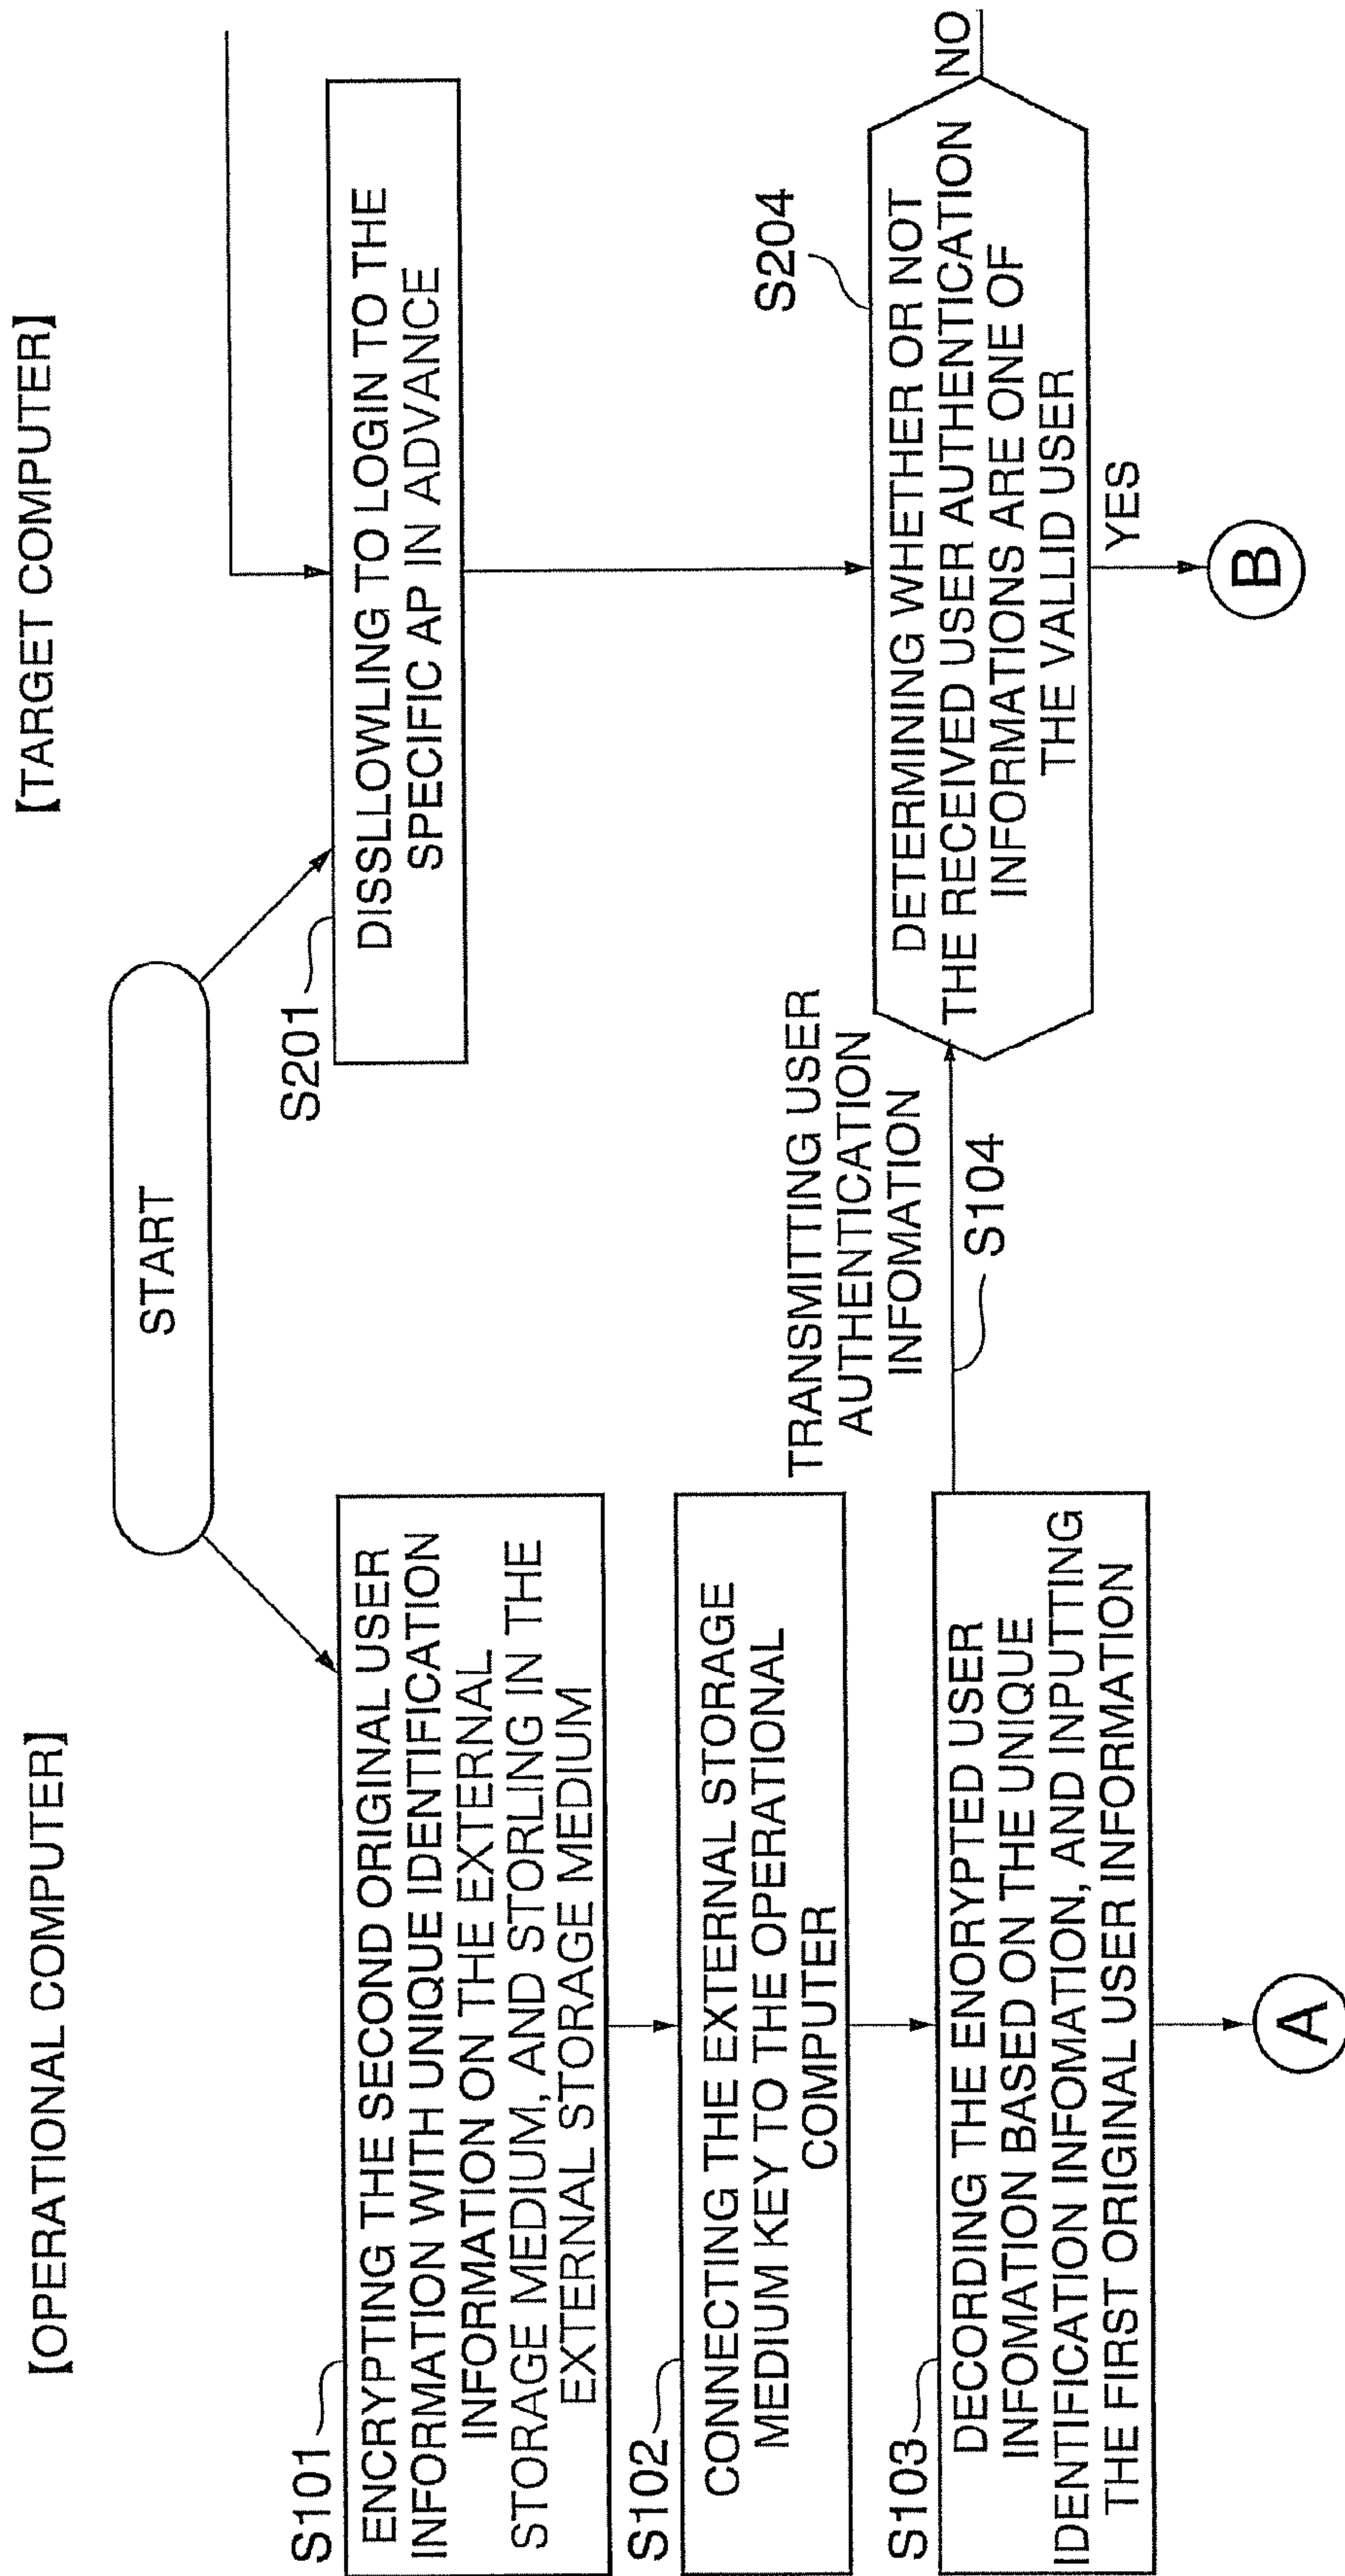 【OPERATIONAL COMPUTER】
【TARGET COMPUTER】
START
S101
ENCRYPTING THE SECOND ORIGINAL USER
INFORMATION WITH UNIQUE IDENTIFICATION
INFORMATION ON THE EXTERNAL
STORAGE MEDIUM, AND STORLING IN THE
EXTERNAL STORAGE MEDIUM
S201
DISSLLOWLING TO LOGIN TO THE
SPECIFIC AP IN ADVANCE
S102
CONNECTING THE EXTERNAL STORAGE
MEDIUM KEY TO THE OPERATIONAL
COMPUTER
S103
DECORDING THE ENORYPTED USER
INFOMATION BASED ON THE UNIQUE
IDENTIFICATION INFOMATION, AND INPUTTING
THE FIRST ORIGINAL USER INFORMATION
TRANSMITTING USER
AUTHENTICATION
INFOMATION
S104
S204
DETERMINING WHETHER OR NOT
THE RECEIVED USER AUTHENTICATION
INFORMATIONS ARE ONE OF
THE VALLID USER
NO
YES
A
B